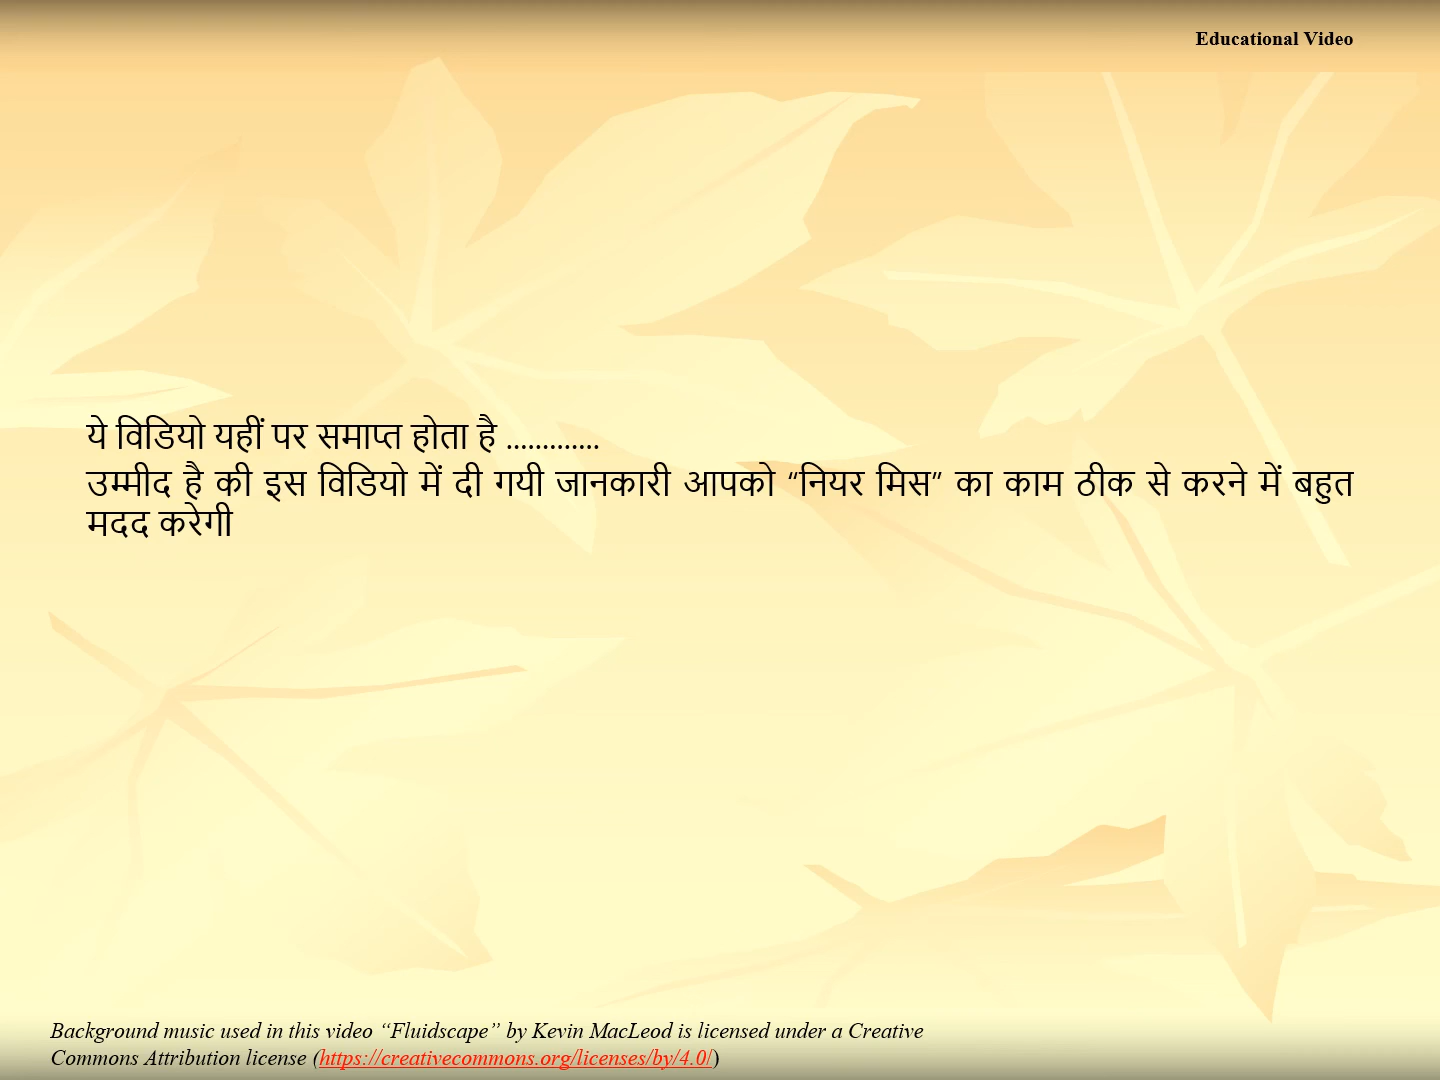 Educational Video
ये विडियो यहीं पर समाप्त होता है .............
उम्मीद है की इस विडियो में दी गयी जानकारी आपको “नियर मिस” का काम ठीक से करने में बहुत
मदद करेगी
Background music used in this video “Fluidscape” by Kevin MacLeod is licensed under a Creative
Commons Attribution license (https://creativecommons.org/licenses/by/4.0/)